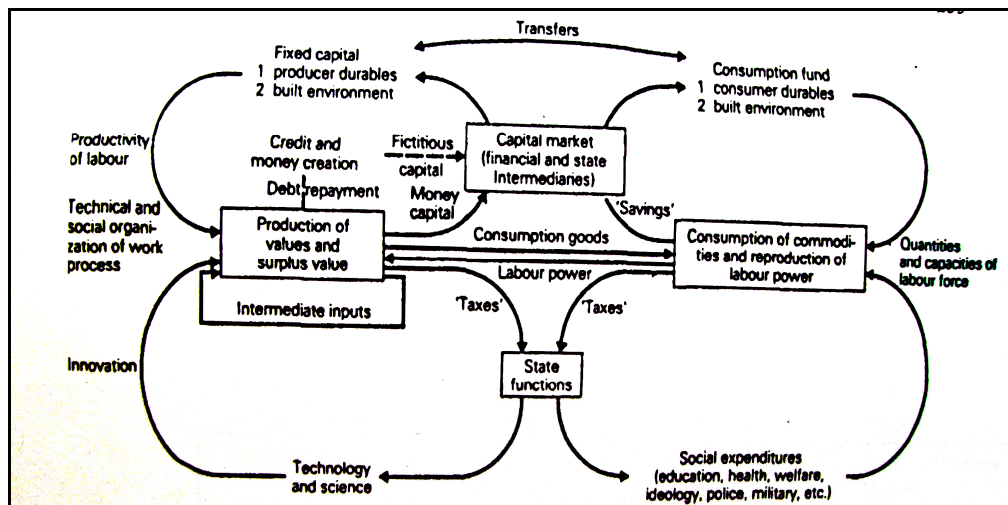 Transfers
Fixed capital
1 producer durables
2 built environment
Consumption fund
1 consumer durables
2 built environment
Productivity
of labour
Credit and
money creation
Fictitious
capital
Capital market
(financial and state
Intermediaries)
Debt repayment
Money
capital
'Savings'
Technical and
social organi-
zation of work
process
Production of
values and
surplus value
Consumption goods
Labour power
Consumption of commodi-
ties and reproduction of
labour power
Quantities
and capacities of
labour force
Intermediate inputs
'Taxes'
'Taxes'
Innovation
State
functions
Technology
and science
Social expenditures
(education, health, welfare,
ideology, police, military, etc.)